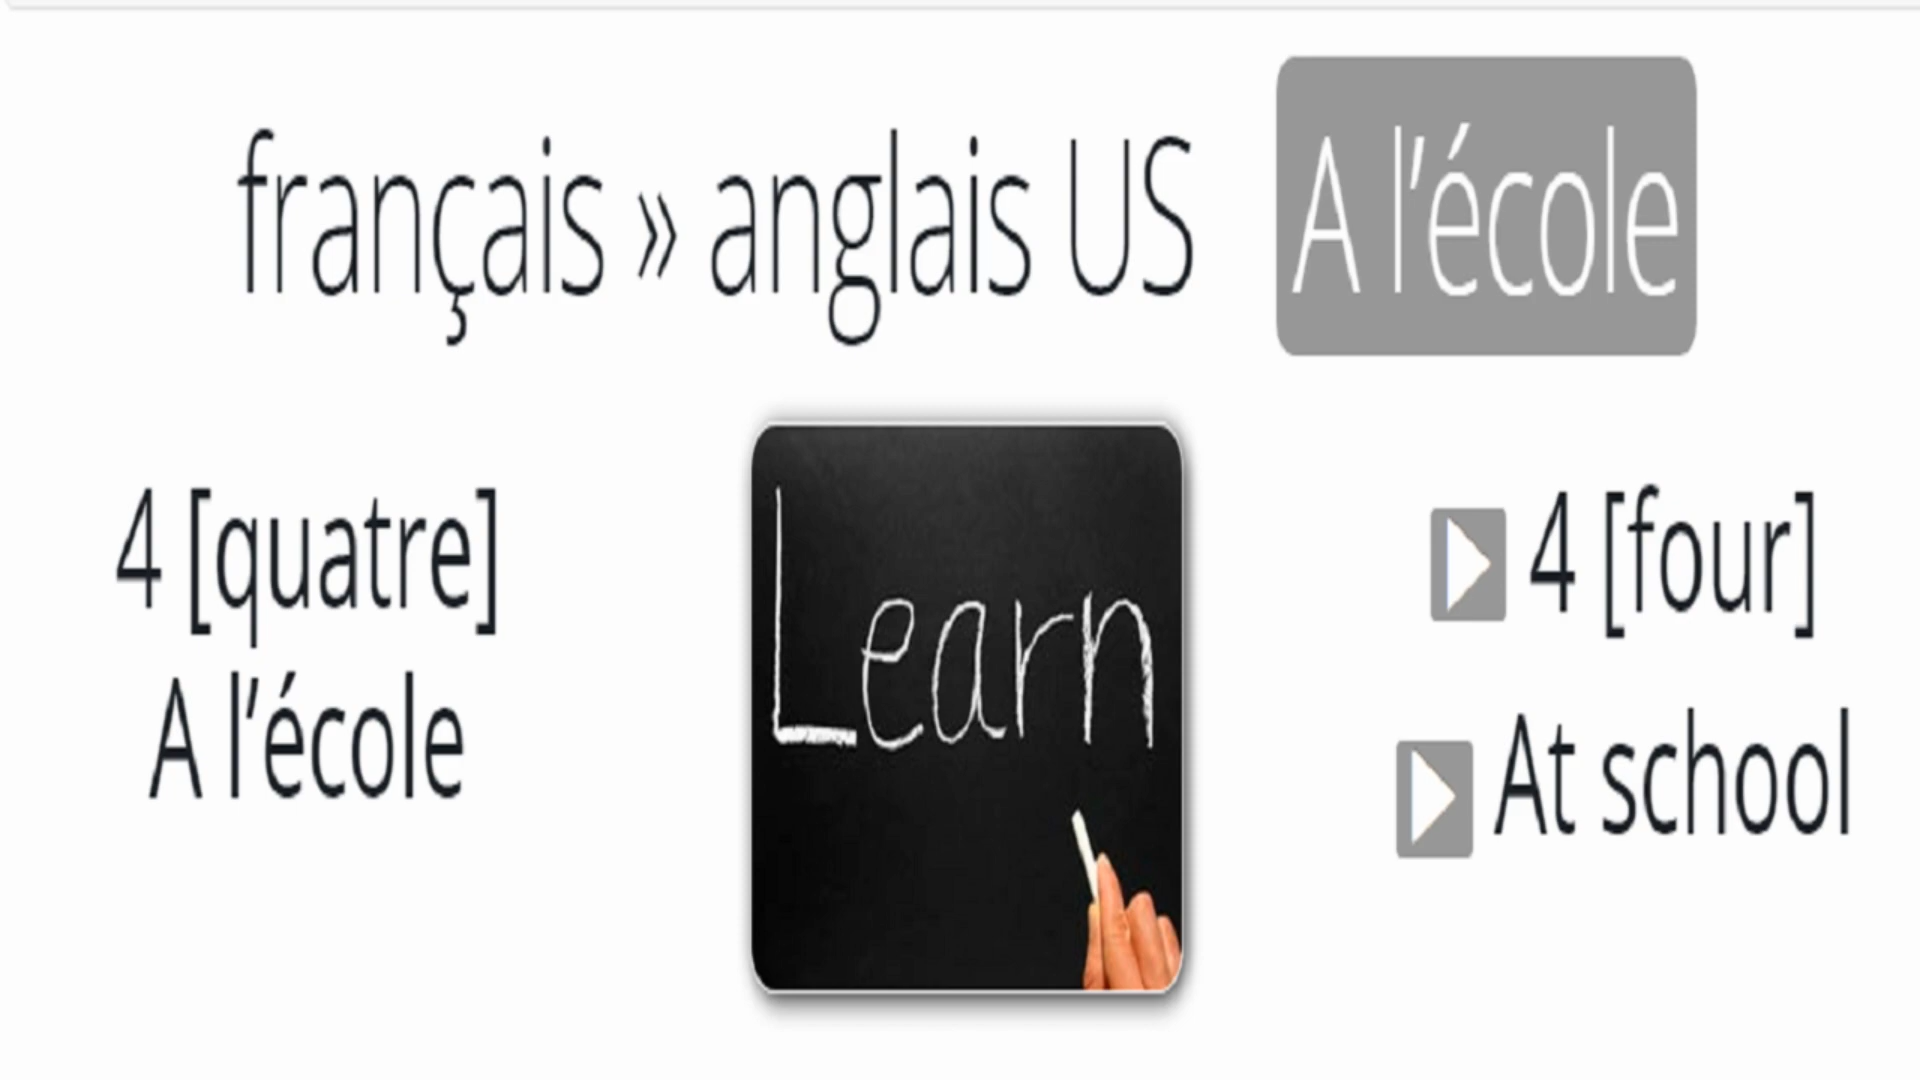 français » anglais US A l'école
4 [quatre]
A l'école
Learn
4 [four]
At school